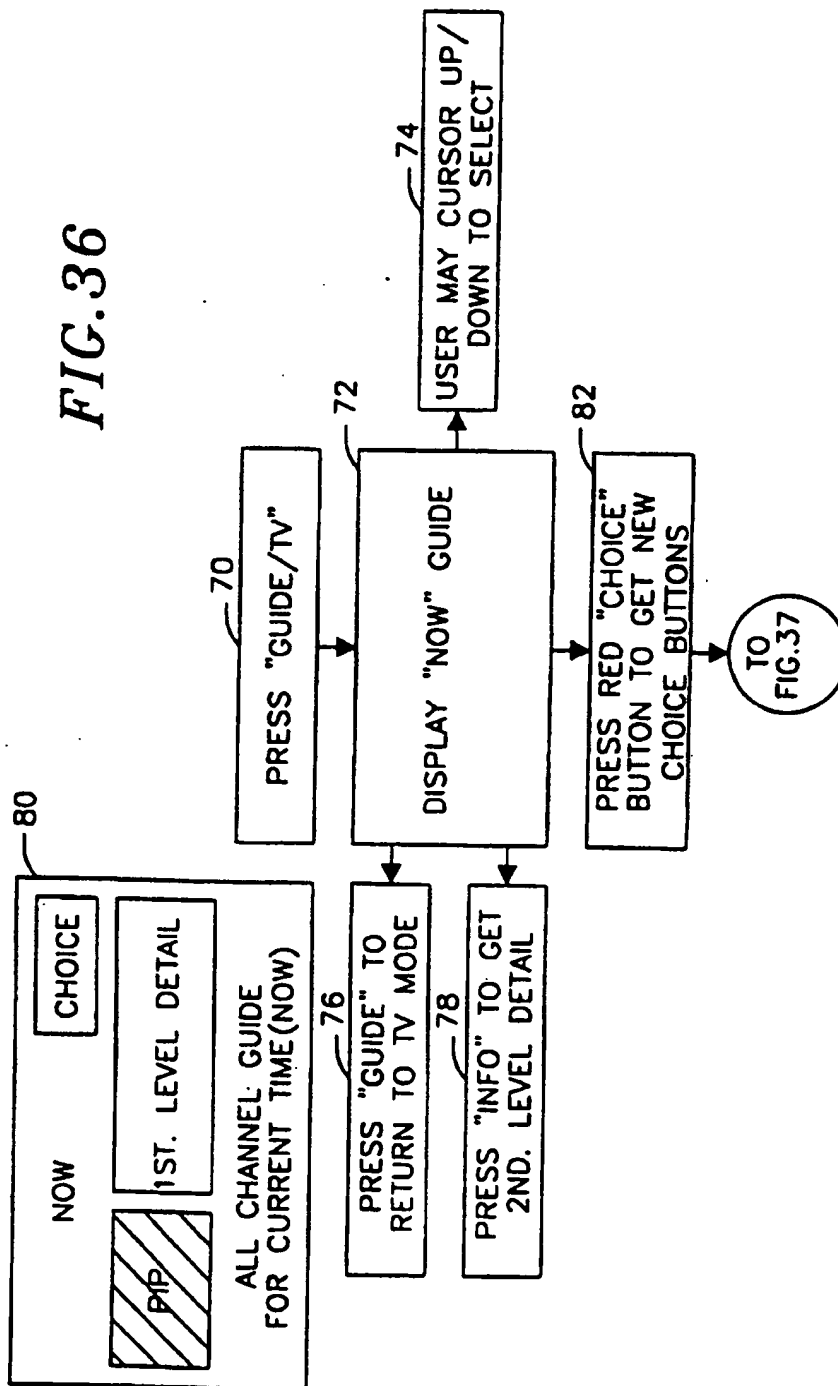 FIG.36
80
NOW
CHOICE
PIP
1ST. LEVEL DETAIL
ALL CHANNEL GUIDE
FOR CURRENT TIME(NOW)
70
PRESS "GUIDE/TV"
72
DISPLAY "NOW" GUIDE
74
USER MAY CURSOR UP/
DOWN TO SELECT
76
PRESS "GUIDE" TO
RETURN TO TV MODE
78
PRESS "INFO" TO GET
2ND. LEVEL DETAIL
82
PRESS RED "CHOICE"
BUTTON TO GET NEW
CHOICE BUTTONS
TO
FIG.37